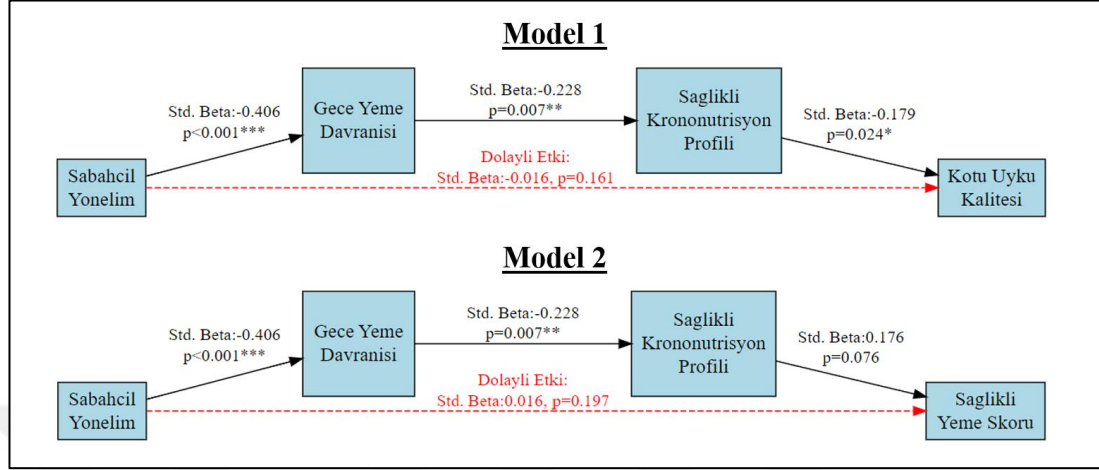 Model 1
Std. Beta:-0.406
p<0.001***
Gece Yeme
Davranisi
Std. Beta:-0.228
p=0.007**
Saglikli
Krononutrisyon
Profili
Std. Beta:-0.179
p=0.024*
Sabahcil
Yonelim
Dolayli Etki:
Std. Beta:-0.016, p=0.161
Kotu Uyku
Kalitesi
Model 2
Std. Beta:-0.406
p<0.001***
Gece Yeme
Davranisi
Std. Beta:-0.228
p=0.007**
Saglikli
Krononutrisyon
Profili
Std. Beta:0.176
p=0.076
Sabahcil
Yonelim
Dolayli Etki:
Std. Beta:0.016, p=0.197
Saglikli
Yeme Skoru